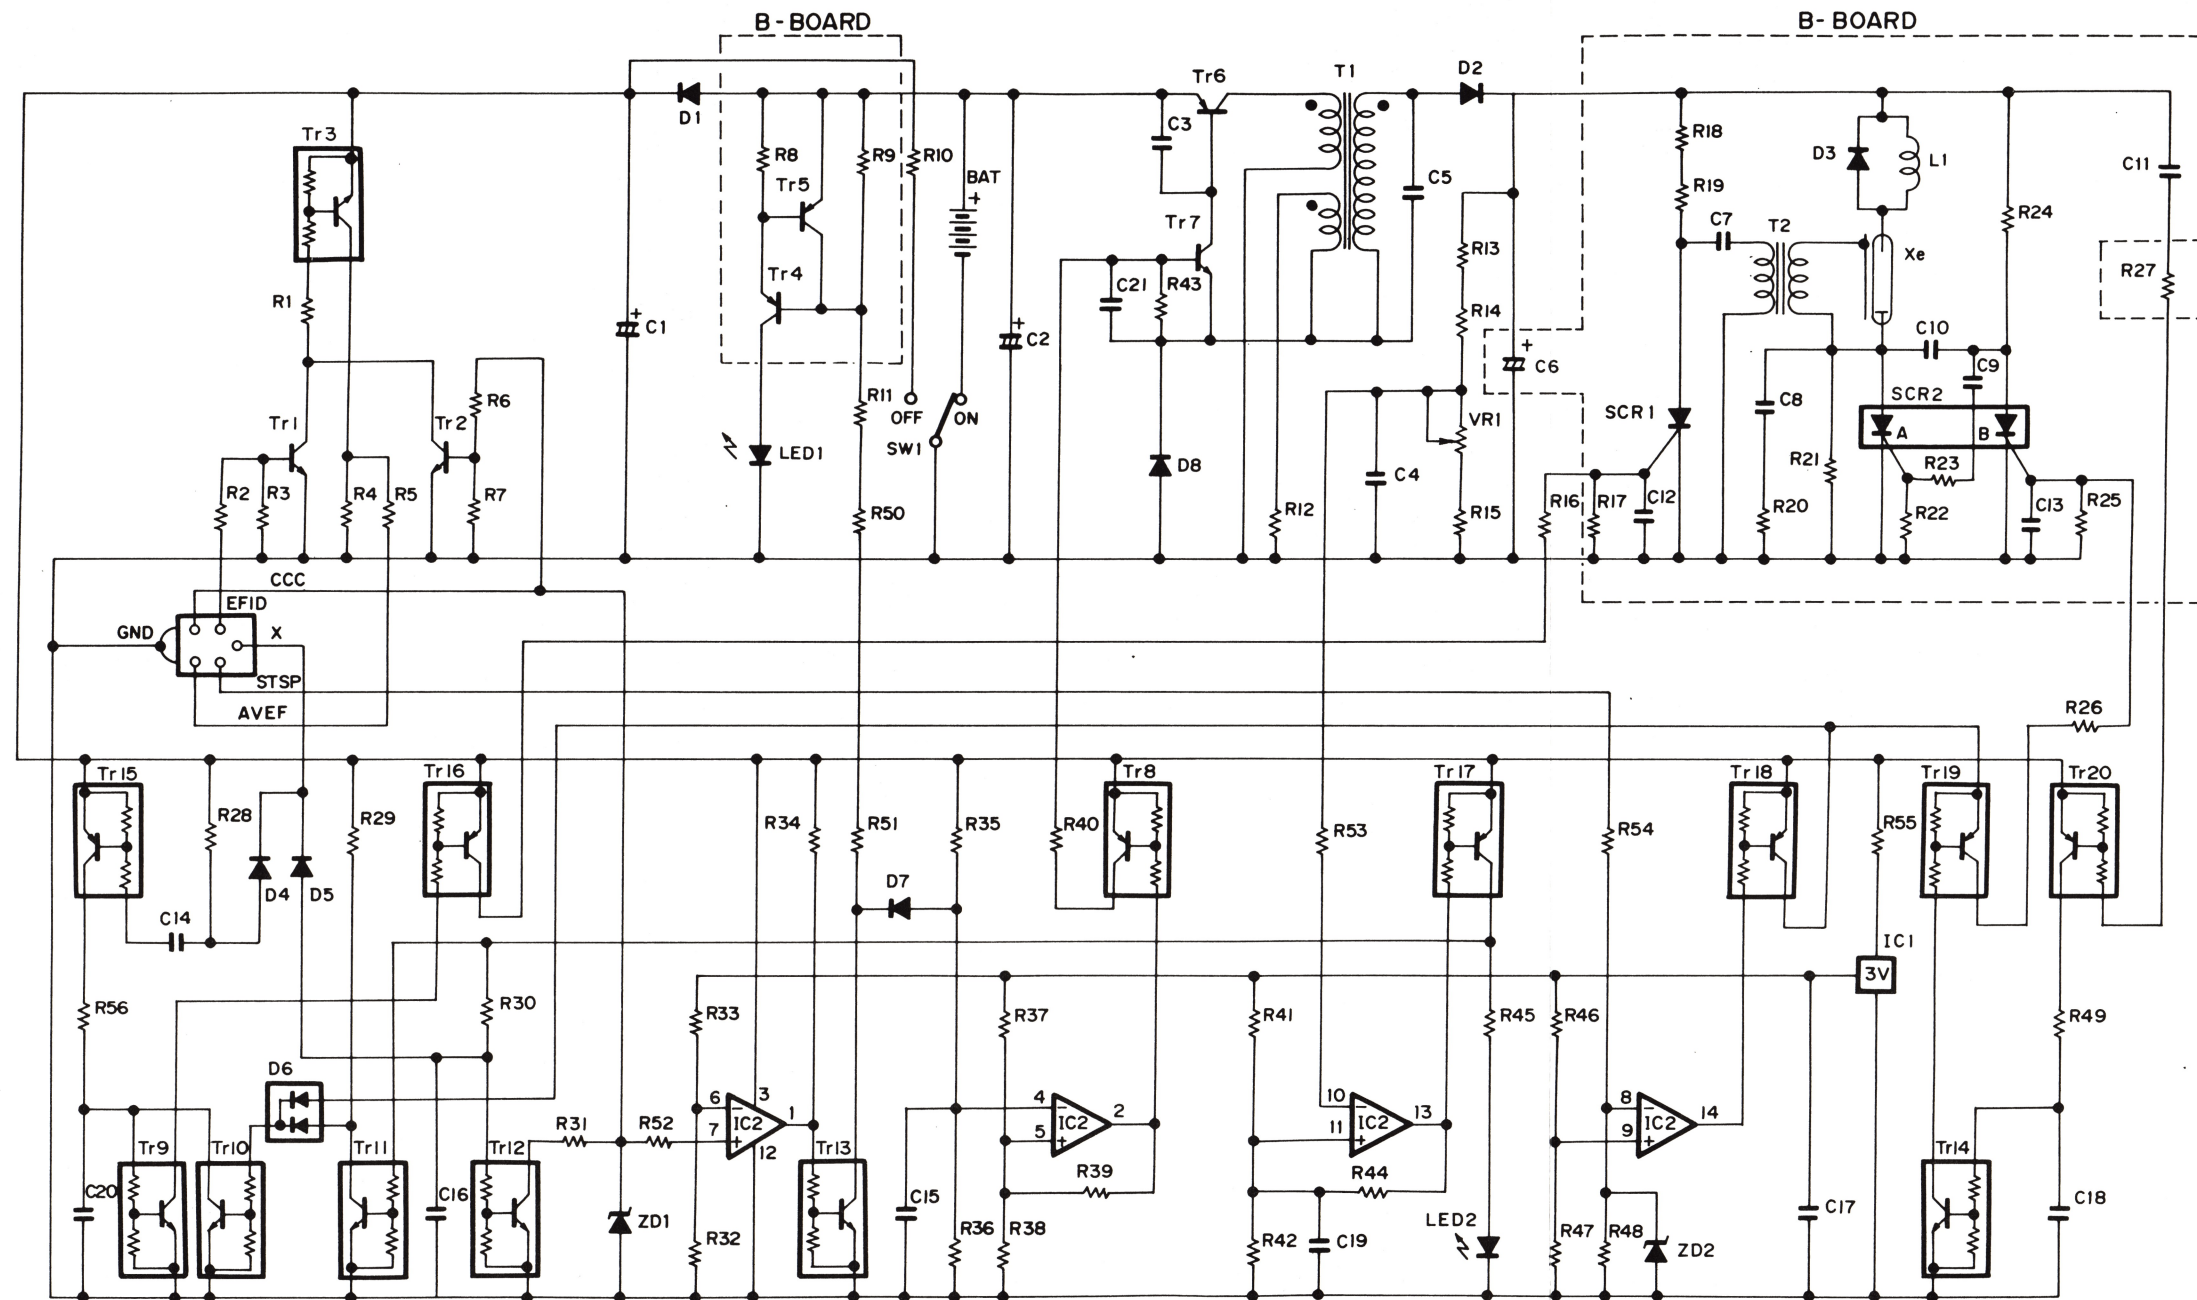 B-BOARD
B-BOARD
Tr6
T1
D2
D1
Tr3
C3
R18
D3
L1
C11
R8
R9
R10
BAT
+
C5
R19
Tr5
C7
T2
R24
Tr7
R13
Xe
R27
Tr4
C21
R43
R1
+
C1
+
C2
R14
C10
+
C6
C9
R6
R11
OFF
ON
SW1
C8
SCR2
SCR1
VR1
Tr1
Tr2
LED1
A
B
D8
C4
R21
R23
R2
R3
R4
R5
R7
R50
R12
R15
R16
R17
C12
R20
R22
C13
R25
CCC
EFID
GND
X
STSP
AVEF
R26
Tr15
Tr16
Tr8
Tr17
Tr18
Tr19
Tr20
R28
R29
R34
R51
R35
R40
R53
R54
R55
D4
D5
D7
C14
IC1
3V
R56
R30
R33
R37
R41
R45
R46
R49
D6
6
-
3
IC2
1
7
+
12
4
-
IC2
2
5
+
10
-
IC2
13
11
+
8
-
IC2
14
9
+
R31
R52
Tr9
Tr10
Tr11
Tr12
Tr13
Tr14
R39
R44
C20
C16
ZD1
C15
C17
C18
R32
R36
R38
R42
C19
LED2
R47
R48
ZD2